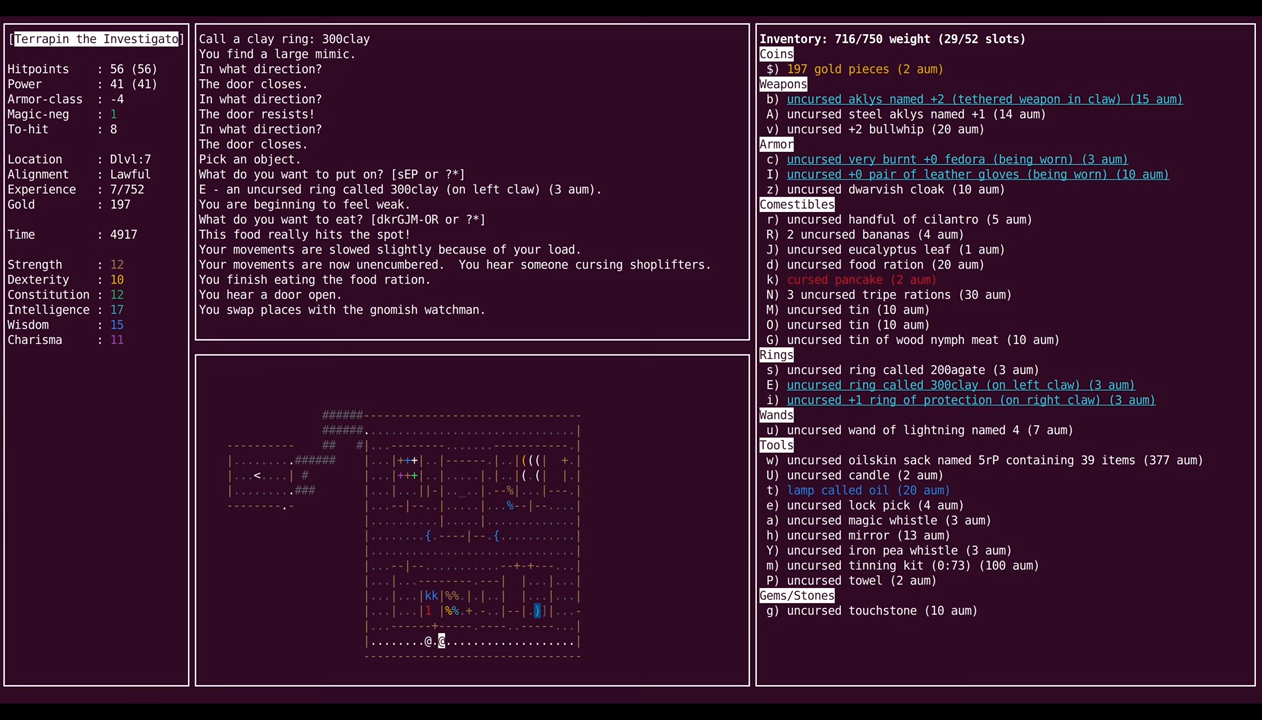 [Terrapin the Investigato]
Hitpoints : 56 (56)
Power : 41 (41)
Armor-class : -4
Magic-neg : 1
To-hit : 8
Location : Dlvl:7
Alignment : Lawful
Experience : 7/752
Gold : 197
Time : 4917
Strength : 12
Dexterity : 10
Constitution : 12
Intelligence : 17
Wisdom : 15
Charisma : 11
Call a clay ring: 300clay
You find a large mimic.
In what direction?
The door closes.
In what direction?
The door resists!
In what direction?
The door closes.
Pick an object.
What do you want to put on? [sEP or ?*]
E - an uncursed ring called 300clay (on left claw) (3 aum).
You are beginning to feel weak.
What do you want to eat? [dkrGJM-OR or ?*]
This food really hits the spot!
Your movements are slowed slightly because of your load.
Your movements are now unencumbered.  You hear someone cursing shoplifters.
You finish eating the food ration.
You hear a door open.
You swap places with the gnomish watchman.
Inventory: 716/750 weight (29/52 slots)
Coins
$) 197 gold pieces (2 aum)
Weapons
b) uncursed aklys named +2 (tethered weapon in claw) (15 aum)
A) uncursed steel aklys named +1 (14 aum)
v) uncursed +2 bullwhip (20 aum)
Armor
c) uncursed very burnt +0 fedora (being worn) (3 aum)
I) uncursed +0 pair of leather gloves (being worn) (10 aum)
z) uncursed dwarvish cloak (10 aum)
Comestibles
r) uncursed handful of cilantro (5 aum)
R) 2 uncursed bananas (4 aum)
J) uncursed eucalyptus leaf (1 aum)
d) uncursed food ration (20 aum)
k) cursed pancake (2 aum)
N) 3 uncursed tripe rations (30 aum)
M) uncursed tin (10 aum)
O) uncursed tin (10 aum)
G) uncursed tin of wood nymph meat (10 aum)
Rings
s) uncursed ring called 200agate (3 aum)
E) uncursed ring called 300clay (on left claw) (3 aum)
i) uncursed +1 ring of protection (on right claw) (3 aum)
Wands
u) uncursed wand of lightning named 4 (7 aum)
Tools
w) uncursed oilskin sack named 5rP containing 39 items (377 aum)
U) uncursed candle (2 aum)
t) lamp called oil (20 aum)
e) uncursed lock pick (4 aum)
a) uncursed magic whistle (3 aum)
h) uncursed mirror (13 aum)
Y) uncursed iron pea whistle (3 aum)
m) uncursed tinning kit (0:73) (100 aum)
P) uncursed towel (2 aum)
Gems/Stones
g) uncursed touchstone (10 aum)